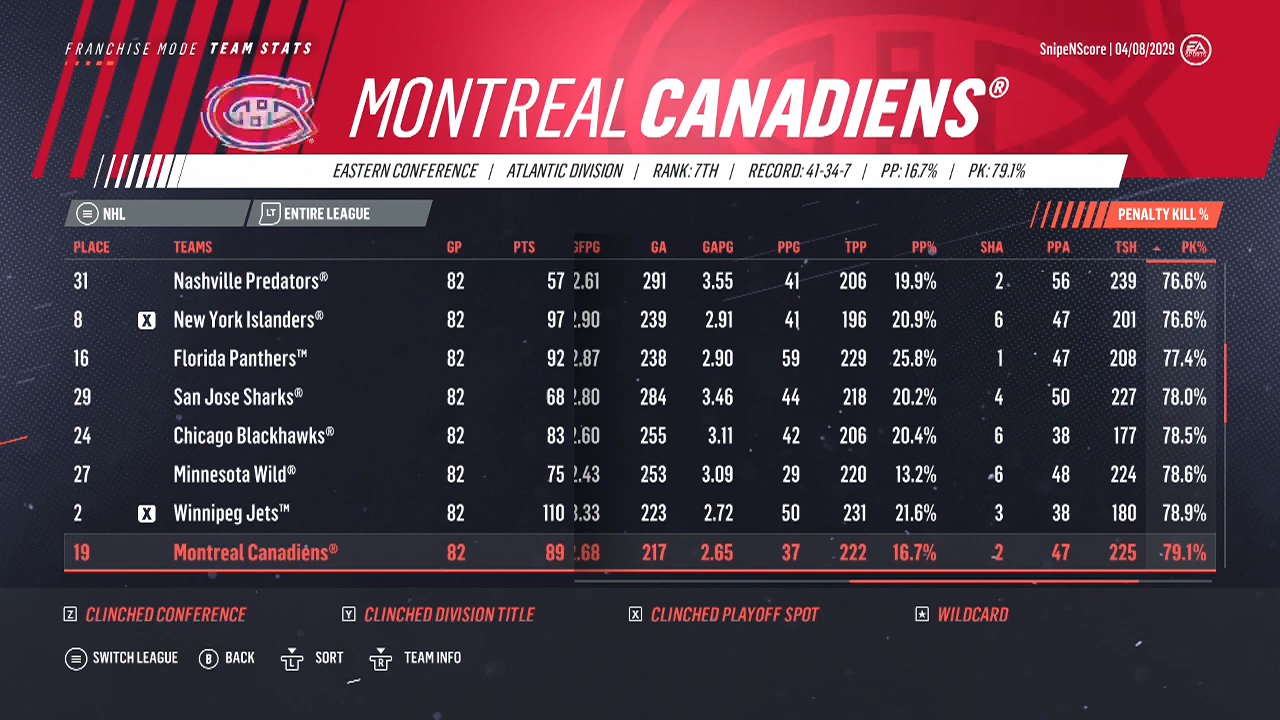 FRANCHISE MODE TEAM STATS
SnipeNScore | 04/08/2029
EA SPORTS
MONTREAL CANADIENS®
EASTERN CONFERENCE / ATLANTIC DIVISION / RANK: 7TH / RECORD: 41-34-7 / PP: 16.7% / PK: 79.1%
NHL LT ENTIRE LEAGUE PENALTY KILL %
PLACE TEAMS GP PTS GFPG GA GAPG PPG TPP PP% SHA PPA TSH PK%
31 Nashville Predators® 82 57 2.61 291 3.55 41 206 19.9% 2 56 239 76.6%
8 X New York Islanders® 82 97 2.90 239 2.91 41 196 20.9% 6 47 201 76.6%
16 Florida Panthers™ 82 92 2.87 238 2.90 59 229 25.8% 1 47 208 77.4%
29 San Jose Sharks® 82 68 2.80 284 3.46 44 218 20.2% 4 50 227 78.0%
24 Chicago Blackhawks® 82 83 2.60 255 3.11 42 206 20.4% 6 38 177 78.5%
27 Minnesota Wild® 82 75 2.43 253 3.09 29 220 13.2% 6 48 224 78.6%
2 X Winnipeg Jets™ 82 110 3.33 223 2.72 50 231 21.6% 3 38 180 78.9%
19 Montreal Canadiens® 82 89 .68 217 2.65 37 222 16.7% 2 47 225 79.1%
Z CLINCHED CONFERENCE Y CLINCHED DIVISION TITLE X CLINCHED PLAYOFF SPOT * WILDCARD
SWITCH LEAGUE B BACK L SORT R TEAM INFO